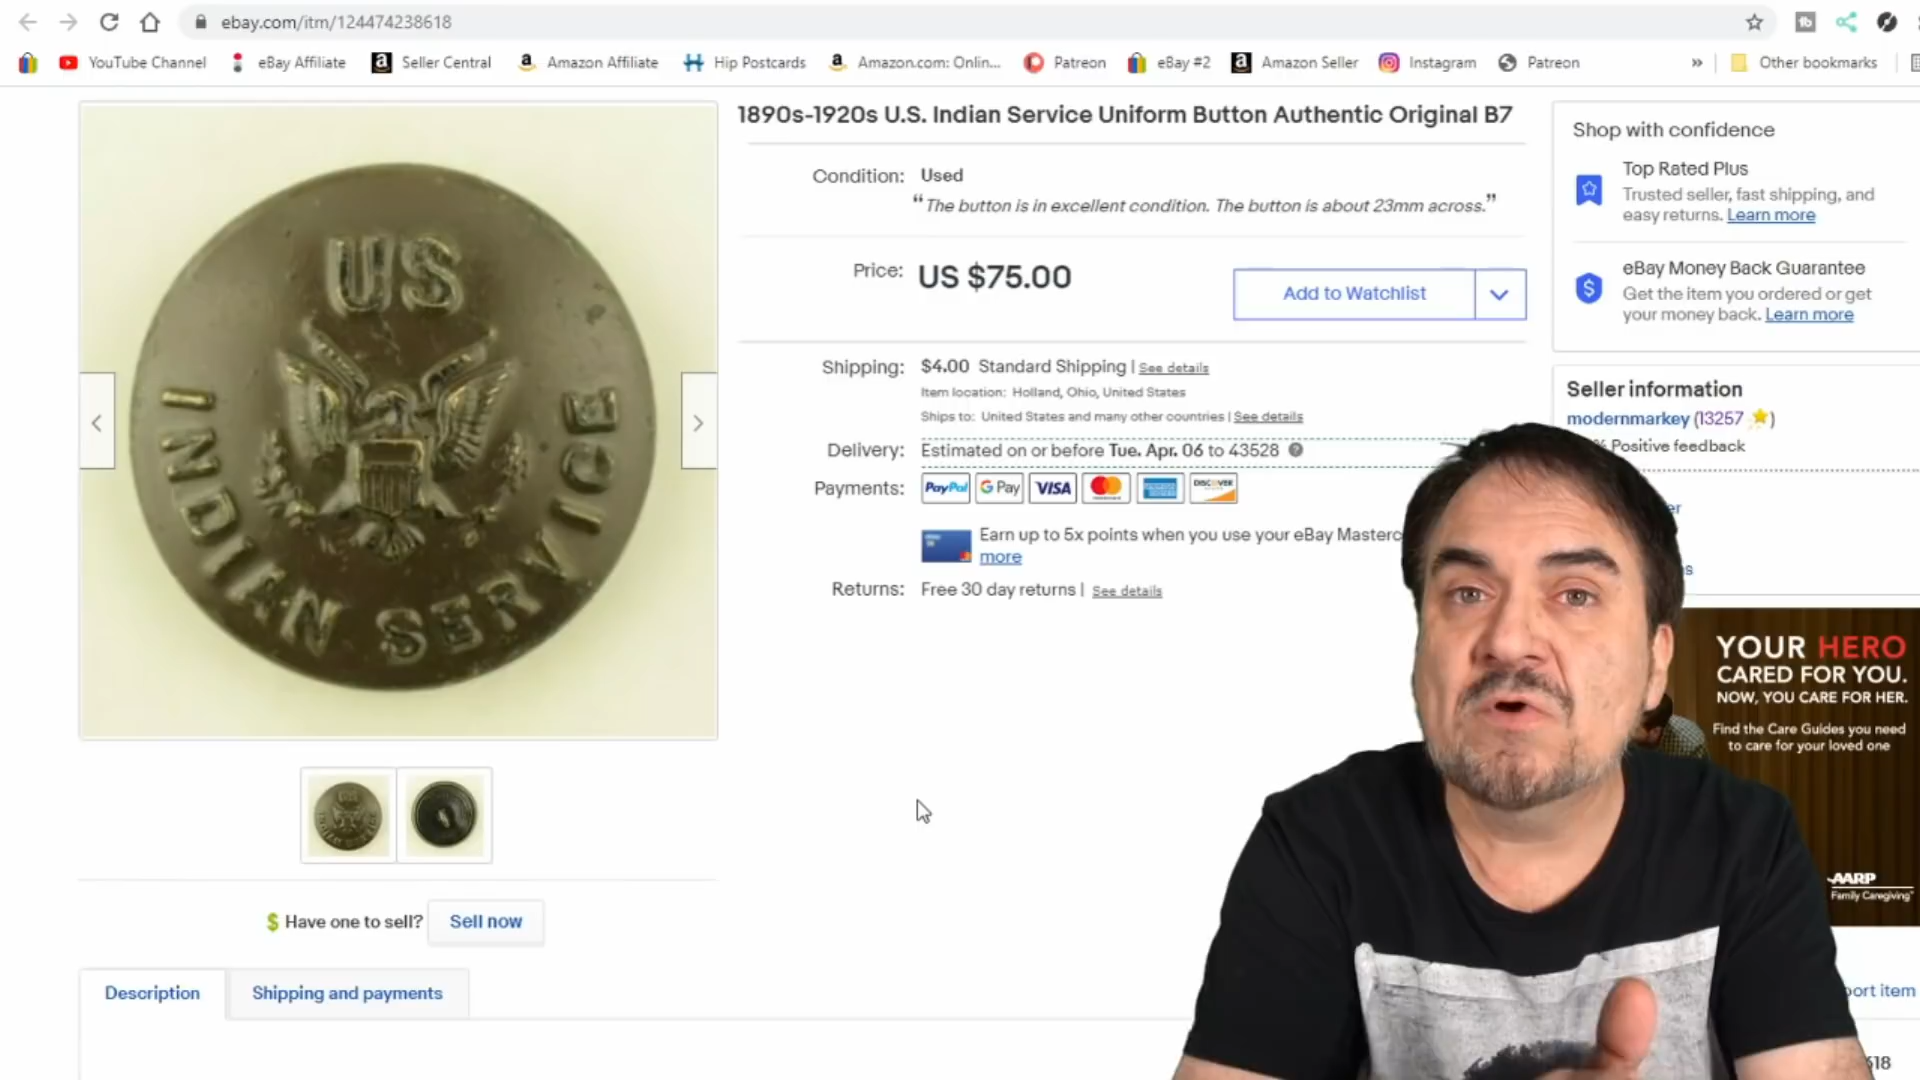 ebay.com/itm/124474238618
YouTube Channel
eBay Affiliate
Seller Central
Amazon Affiliate
Hip Postcards
Amazon.com: Onlin...
Patreon
eBay #2
Amazon Seller
Instagram
Patreon
»
Other bookmarks
US
INDIAN SERVICE
1890s-1920s U.S. Indian Service Uniform Button Authentic Original B7
Condition: Used
“The button is in excellent condition. The button is about 23mm across.”
Price: US $75.00
Add to Watchlist
Shipping: $4.00 Standard Shipping | See details
Item location: Holland, Ohio, United States
Ships to: United States and many other countries | See details
Delivery: Estimated on or before Tue. Apr. 06 to 43528
Payments: PayPal G Pay VISA DISCOVER
Earn up to 5x points when you use your eBay Masterc
more
Returns: Free 30 day returns | See details
Shop with confidence
Top Rated Plus
Trusted seller, fast shipping, and
easy returns. Learn more
eBay Money Back Guarantee
Get the item you ordered or get
your money back. Learn more
Seller information
modernmarkey (13257)
% Positive feedback
YOUR HERO
CARED FOR YOU.
NOW, YOU CARE FOR HER.
Find the Care Guides you need
to care for your loved one
AARP
Family Caregiving
$ Have one to sell? Sell now
Description
Shipping and payments
port item
618